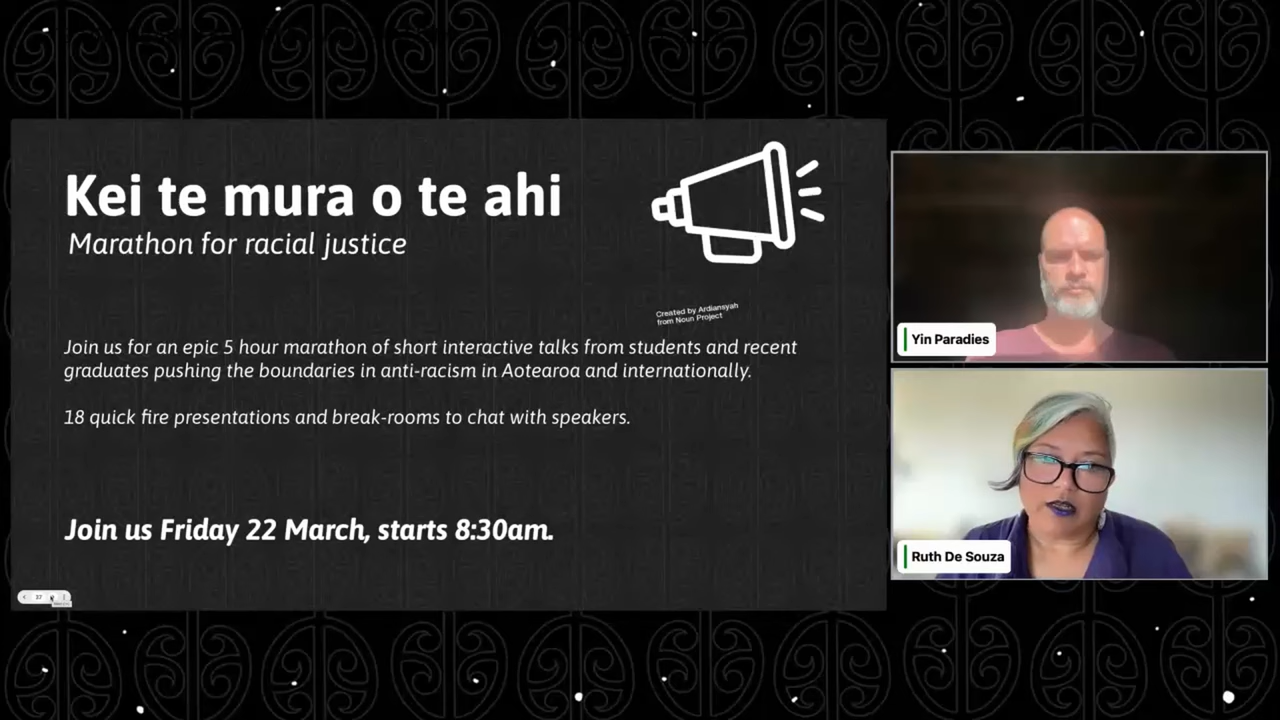 Kei te mura o te ahi
Marathon for racial justice
Created by Ardiansyah
from Noun Project
Join us for an epic 5 hour marathon of short interactive talks from students and recent
graduates pushing the boundaries in anti-racism in Aotearoa and internationally.
18 quick fire presentations and break-rooms to chat with speakers.
Join us Friday 22 March, starts 8:30am.
37
Yin Paradies
Ruth De Souza